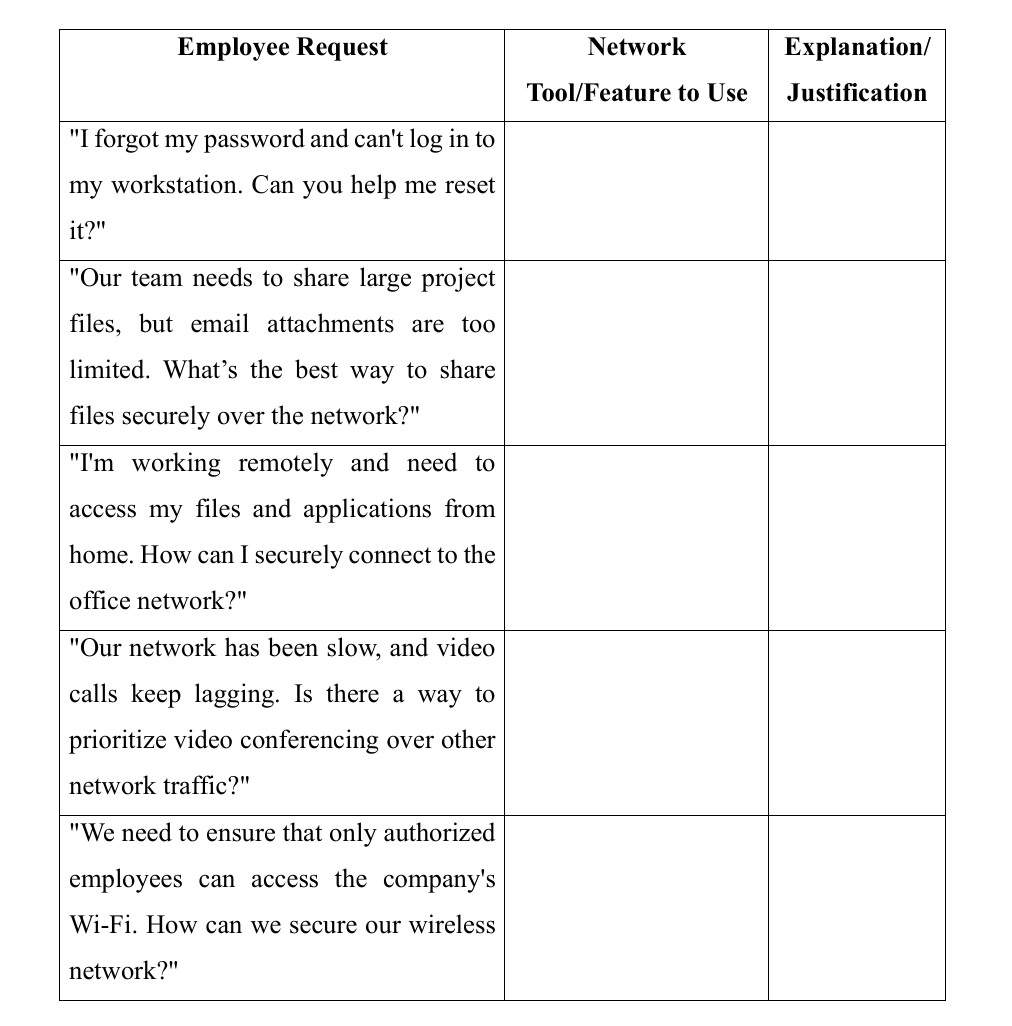 Employee Request
Network
Tool/Feature to Use
Explanation/
Justification
"I forgot my password and can't log in to
my workstation. Can you help me reset
it?"
"Our team needs to share large project
files, but email attachments are too
limited. What’s the best way to share
files securely over the network?"
"I'm working remotely and need to
access my files and applications from
home. How can I securely connect to the
office network?"
"Our network has been slow, and video
calls keep lagging. Is there a way to
prioritize video conferencing over other
network traffic?"
"We need to ensure that only authorized
employees can access the company's
Wi-Fi. How can we secure our wireless
network?"